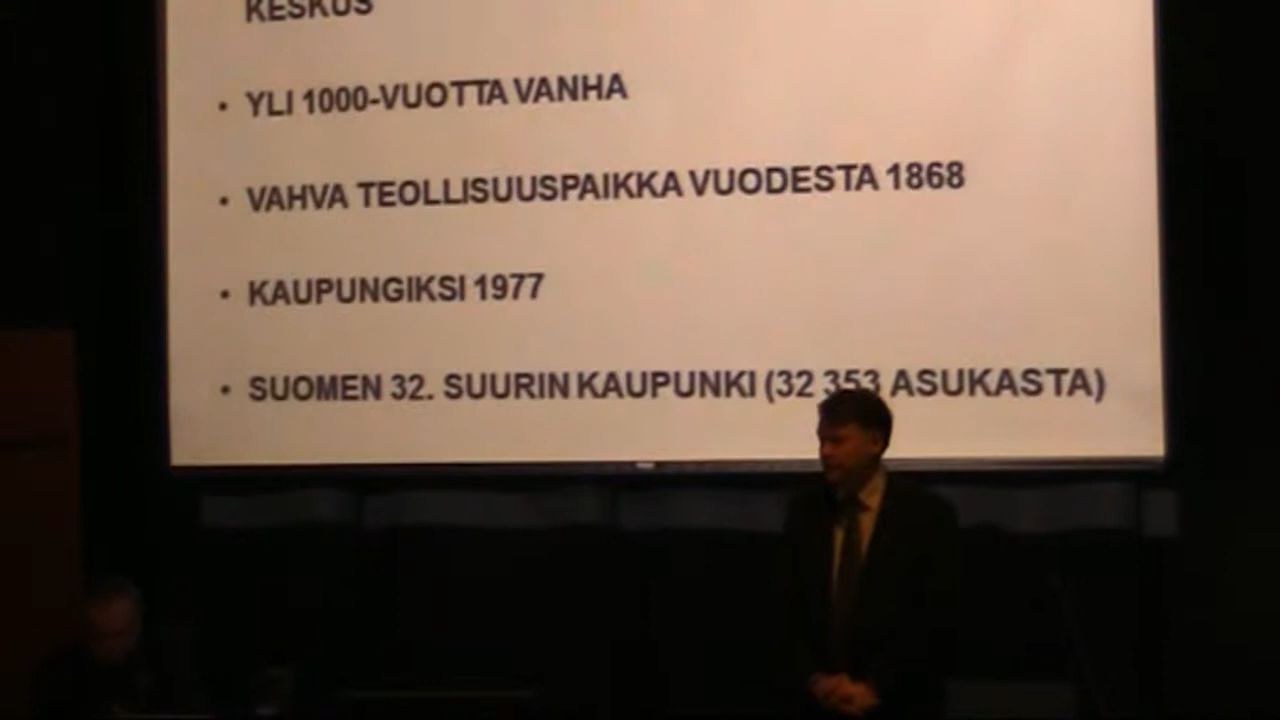 KESKUS
• YLI 1000-VUOTTA VANHA
• VAHVA TEOLLISUUSPAIKKA VUODESTA 1868
• KAUPUNGIKSI 1977
• SUOMEN 32. SUURIN KAUPUNKI (32 353 ASUKASTA)